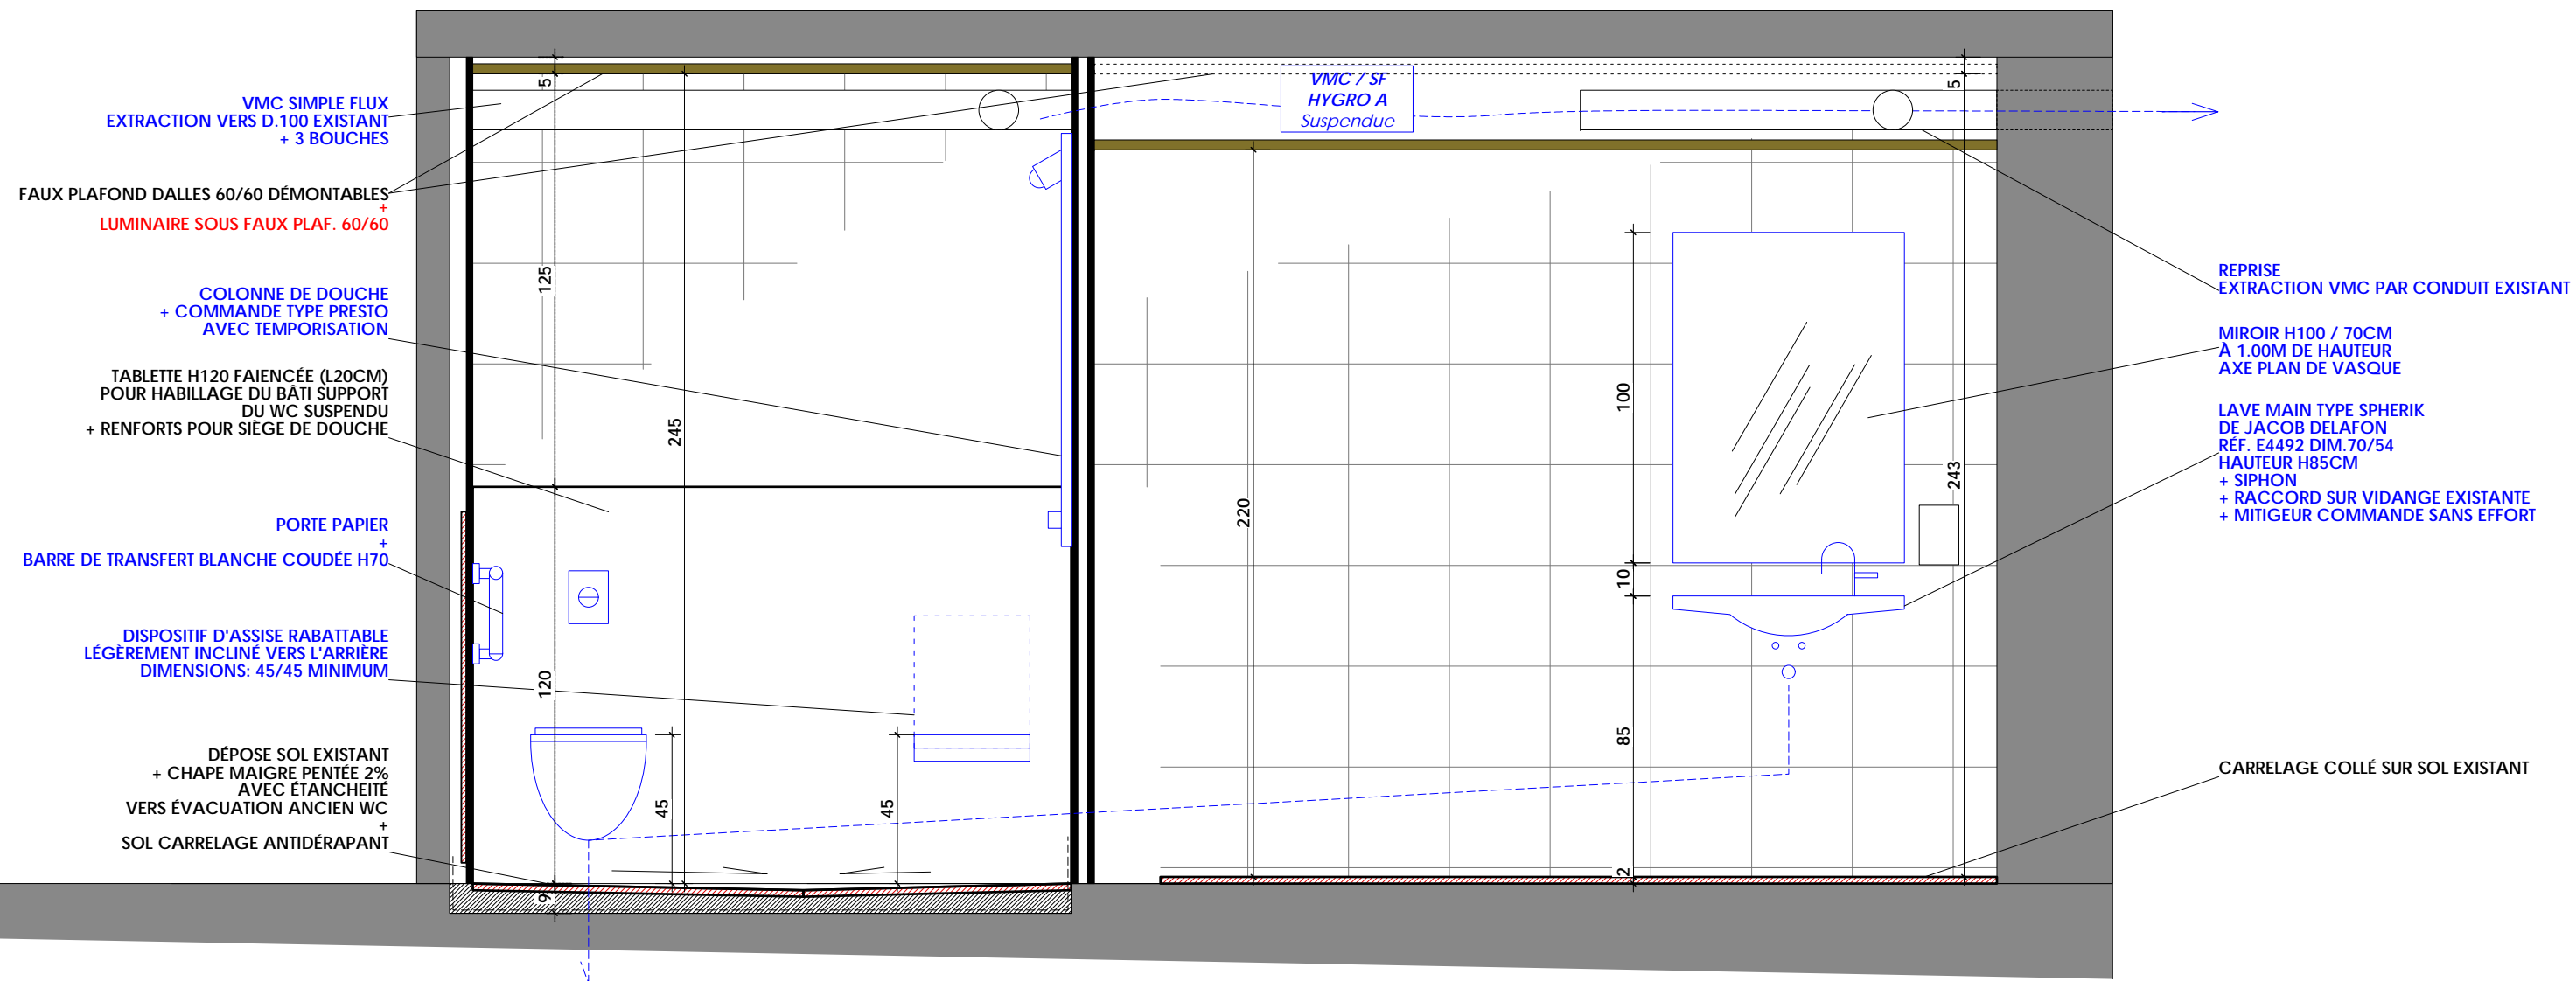 VMC SIMPLE FLUX
EXTRACTION VERS D.100 EXISTANT
+ 3 BOUCHES
FAUX PLAFOND DALLES 60/60 DÉMONTABLES
+
LUMINAIRE SOUS FAUX PLAF. 60/60
COLONNE DE DOUCHE
+ COMMANDE TYPE PRESTO
AVEC TEMPORISATION
TABLETTE H120 FAIENCÉE (L20CM)
POUR HABILLAGE DU BÂTI SUPPORT
DU WC SUSPENDU
+ RENFORTS POUR SIÈGE DE DOUCHE
PORTE PAPIER
+
BARRE DE TRANSFERT BLANCHE COUDÉE H70
DISPOSITIF D'ASSISE RABATTABLE
LÉGÈREMENT INCLINÉ VERS L'ARRIÈRE
DIMENSIONS: 45/45 MINIMUM
DÉPOSE SOL EXISTANT
+ CHAPE MAIGRE PENTÉE 2%
AVEC ÉTANCHEITÉ
VERS ÉVACUATION ANCIEN WC
+
SOL CARRELAGE ANTIDÉRAPANT
5
125
120
9
245
45
45
VMC / SF
HYGRO A
Suspendue
220
100
10
85
2
5
243
REPRISE
EXTRACTION VMC PAR CONDUIT EXISTANT
MIROIR H100 / 70CM
À 1.00M DE HAUTEUR
AXE PLAN DE VASQUE
LAVE MAIN TYPE SPHERIK
DE JACOB DELAFON
RÉF. E4492 DIM.70/54
HAUTEUR H85CM
+ SIPHON
+ RACCORD SUR VIDANGE EXISTANTE
+ MITIGEUR COMMANDE SANS EFFORT
CARRELAGE COLLÉ SUR SOL EXISTANT